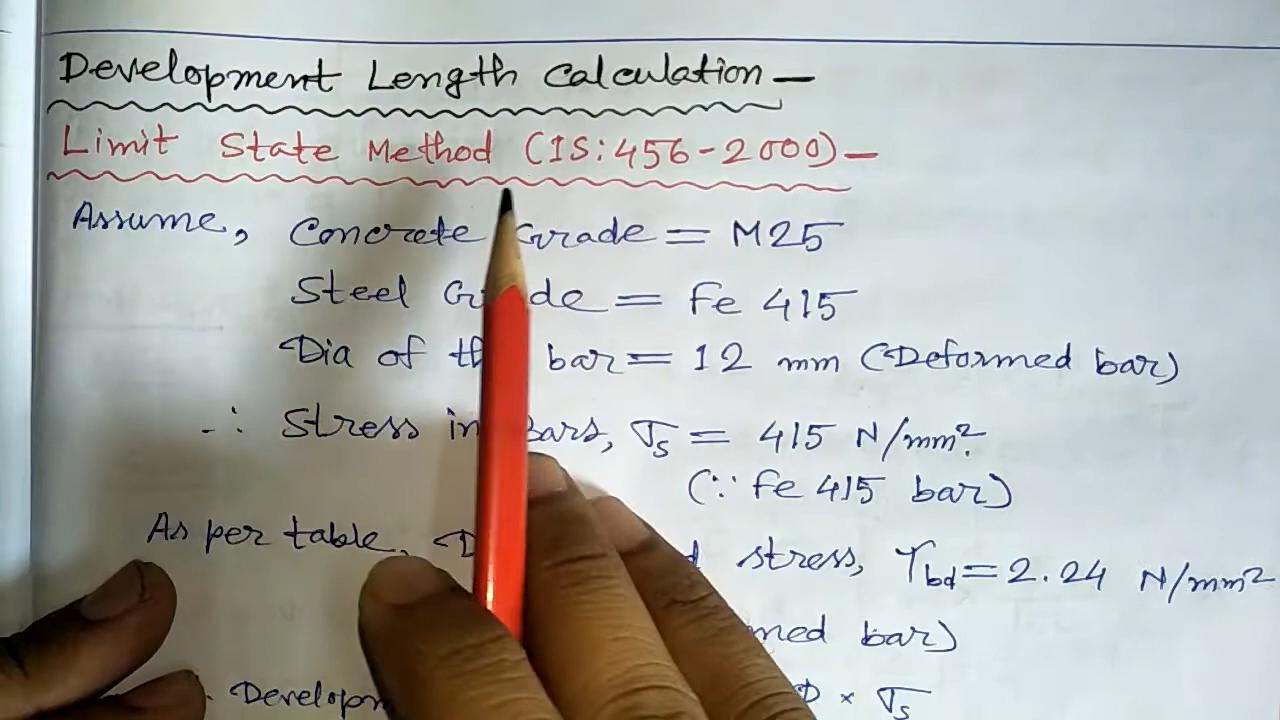 Development Length Calculation —
Limit State Method (IS:456-2000) —
Assume, Concrete Grade = M25
Steel Grade = Fe 415
Dia of the bar = 12 mm (Deformed bar)
∴ Stress in Bars, σs = 415 N/mm².
(∵ Fe 415 bar)
As per table, stress, τbd = 2.24 N/mm²
bar)
× σs